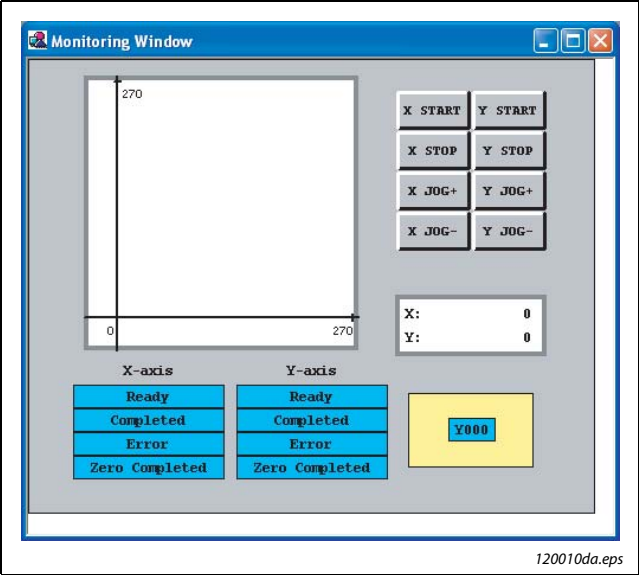 Monitoring Window
270
0
270
X START
Y START
X STOP
Y STOP
X JOG+
Y JOG+
X JOG-
Y JOG-
X: 0
Y: 0
X-axis
Y-axis
Ready
Ready
Completed
Completed
Error
Error
Zero Completed
Zero Completed
Y000
120010da.eps